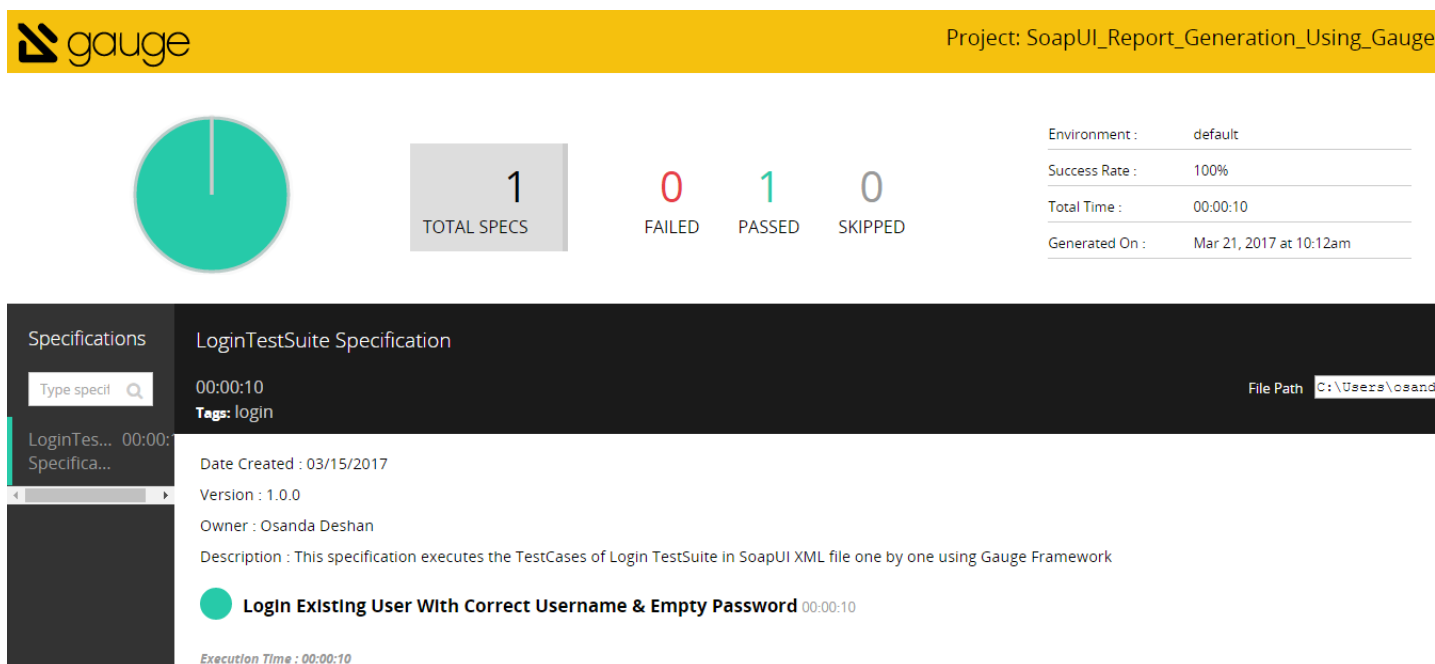 gauge
Project: SoapUI_Report_Generation_Using_Gauge
1
TOTAL SPECS
0
FAILED
1
PASSED
0
SKIPPED
Environment : default
Success Rate : 100%
Total Time : 00:00:10
Generated On : Mar 21, 2017 at 10:12am
Specifications
Type specif
LoginTes... 00:00:
Specifica...
LoginTestSuite Specification
00:00:10
Tags: login
File Path C:\Users\osand
Date Created : 03/15/2017
Version : 1.0.0
Owner : Osanda Deshan
Description : This specification executes the TestCases of Login TestSuite in SoapUI XML file one by one using Gauge Framework
Login Existing User With Correct Username & Empty Password 00:00:10
Execution Time : 00:00:10